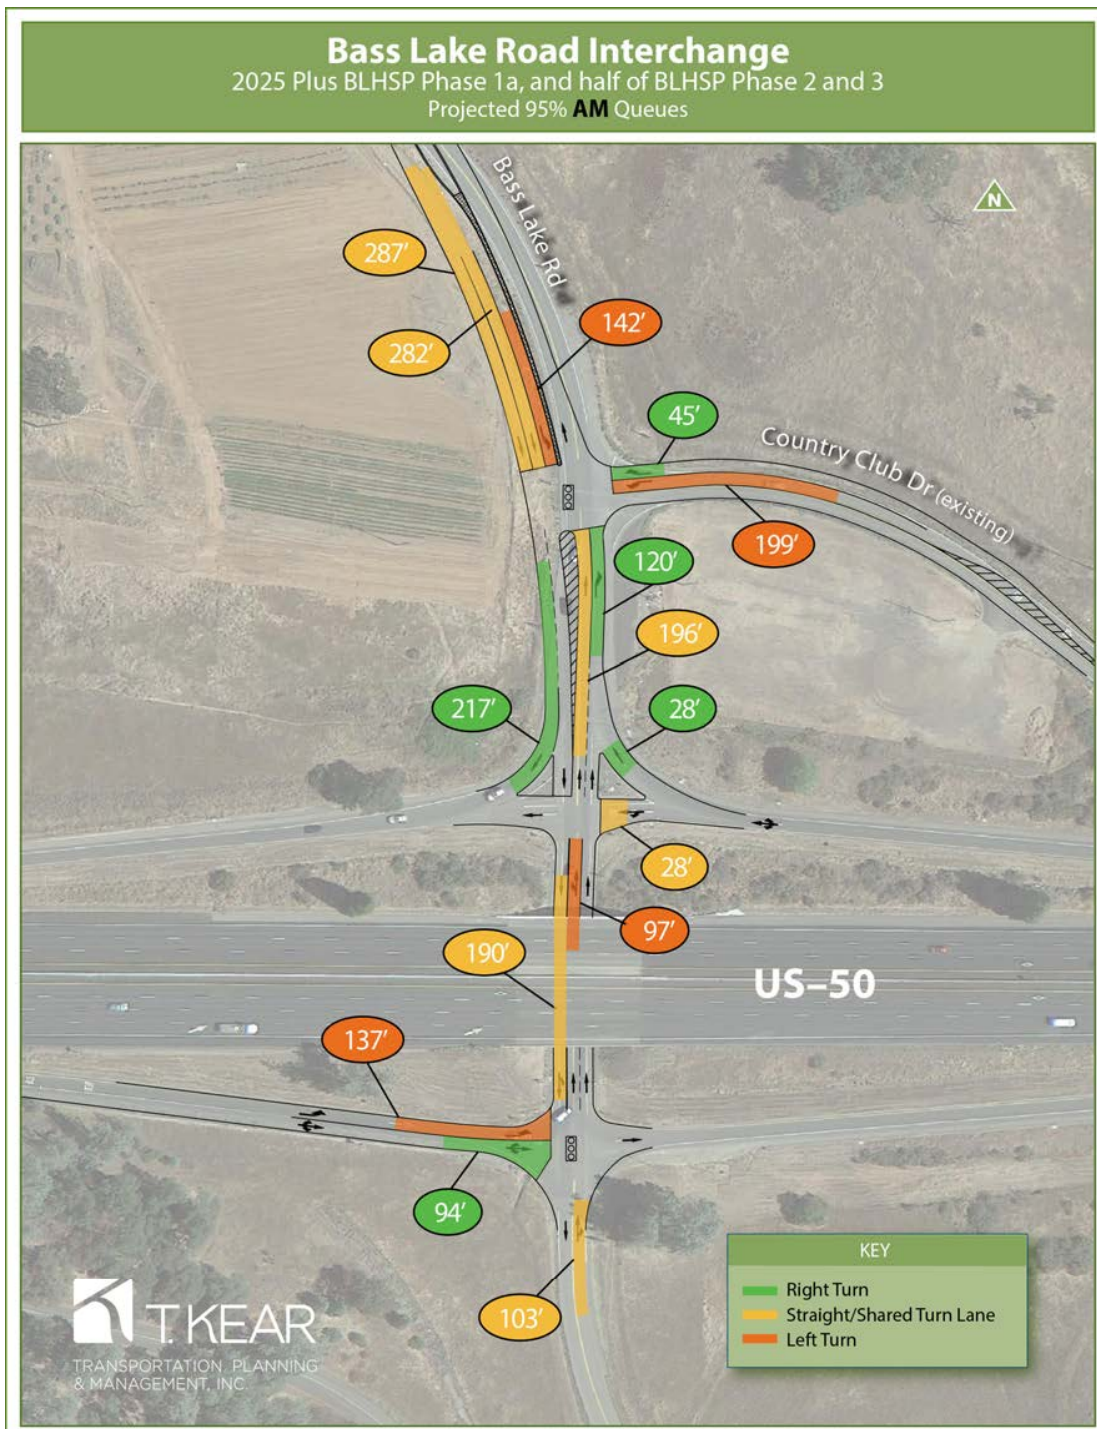 Bass Lake Road Interchange
2025 Plus BLHSP Phase 1a, and half of BLHSP Phase 2 and 3
Projected 95% AM Queues
Bass Lake Rd
N
287'
142'
282'
45'
Country Club Dr (existing)
199'
120'
196'
217'
28'
28'
97'
190'
US–50
137'
94'
103'
KEY
Right Turn
Straight/Shared Turn Lane
Left Turn
T.KEAR
TRANSPORTATION PLANNING
& MANAGEMENT, INC.